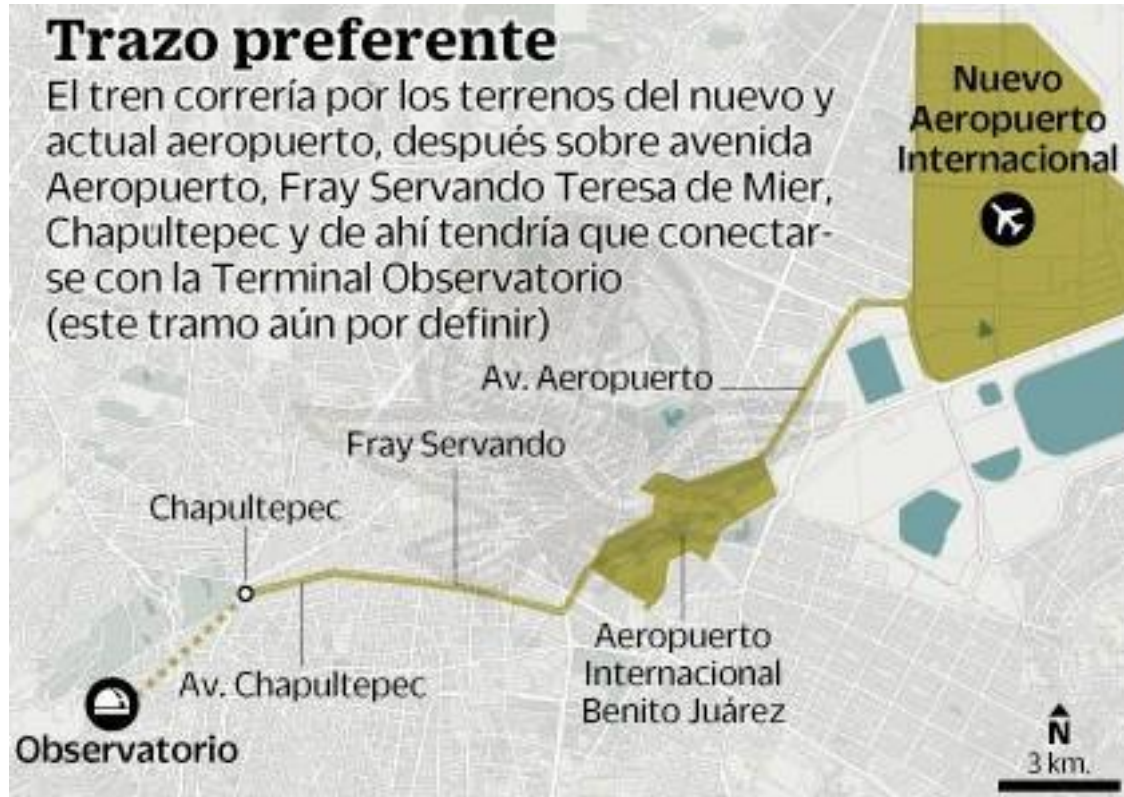 Trazo preferente
El tren correría por los terrenos del nuevo y
actual aeropuerto, después sobre avenida
Aeropuerto, Fray Servando Teresa de Mier,
Chapultepec y de ahí tendría que conectar-
se con la Terminal Observatorio
(este tramo aún por definir)
Nuevo
Aeropuerto
Internacional
Av. Aeropuerto
Fray Servando
Chapultepec
Av. Chapultepec
Observatorio
Aeropuerto
Internacional
Benito Juárez
N
3 km.